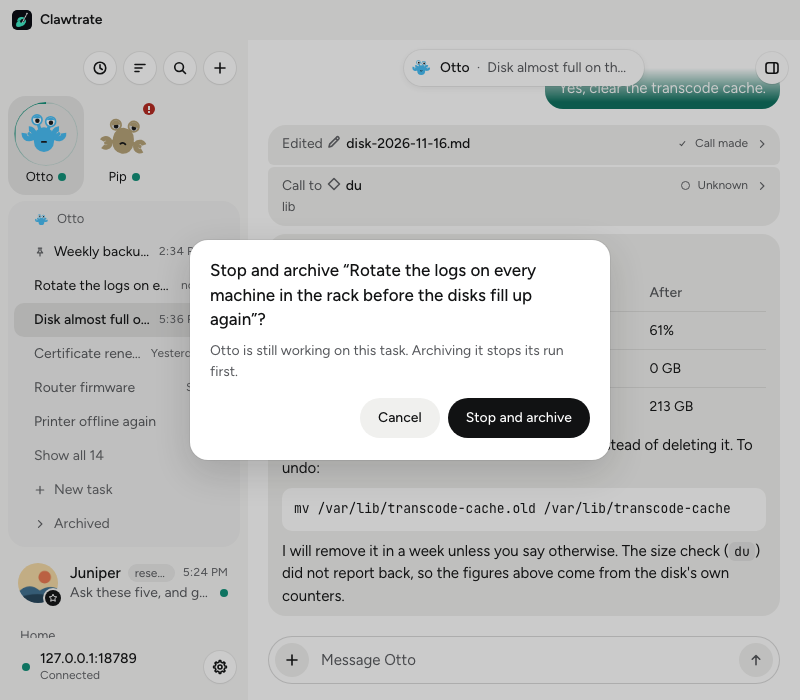 Clawtrate
Otto · Disk almost full on th...
Yes, clear the transcode cache.
Otto
Pip
Otto
Weekly backu... 2:34
Rotate the logs on e...
Disk almost full o... 5:36
Certificate rene...
Router firmware
Printer offline again
Show all 14
New task
Archived
Juniper rese... 5:24 PM
Ask these five, and g...
Home
127.0.0.1:18789
Connected
Edited disk-2026-11-16.md Call made
Call to du Unknown
lib
After
61%
0 GB
213 GB
Stop and archive “Rotate the logs on every
machine in the rack before the disks fill up
again”?
Otto is still working on this task. Archiving it stops its run
first.
Cancel Stop and archive
of deleting it. To
undo:
mv /var/lib/transcode-cache.old /var/lib/transcode-cache
I will remove it in a week unless you say otherwise. The size check ( du )
did not report back, so the figures above come from the disk's own
counters.
Message Otto